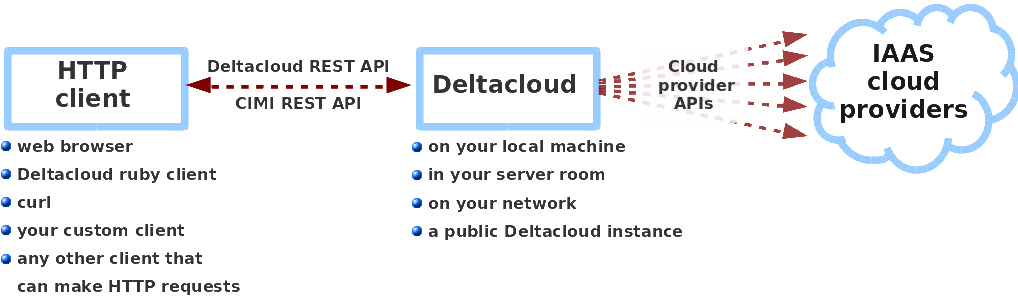 HTTP
client
Deltacloud REST API
CIMI REST API
Deltacloud
Cloud
provider
APIs
IAAS
cloud
providers
web browser
Deltacloud ruby client
curl
your custom client
any other client that
can make HTTP requests
on your local machine
in your server room
on your network
a public Deltacloud instance